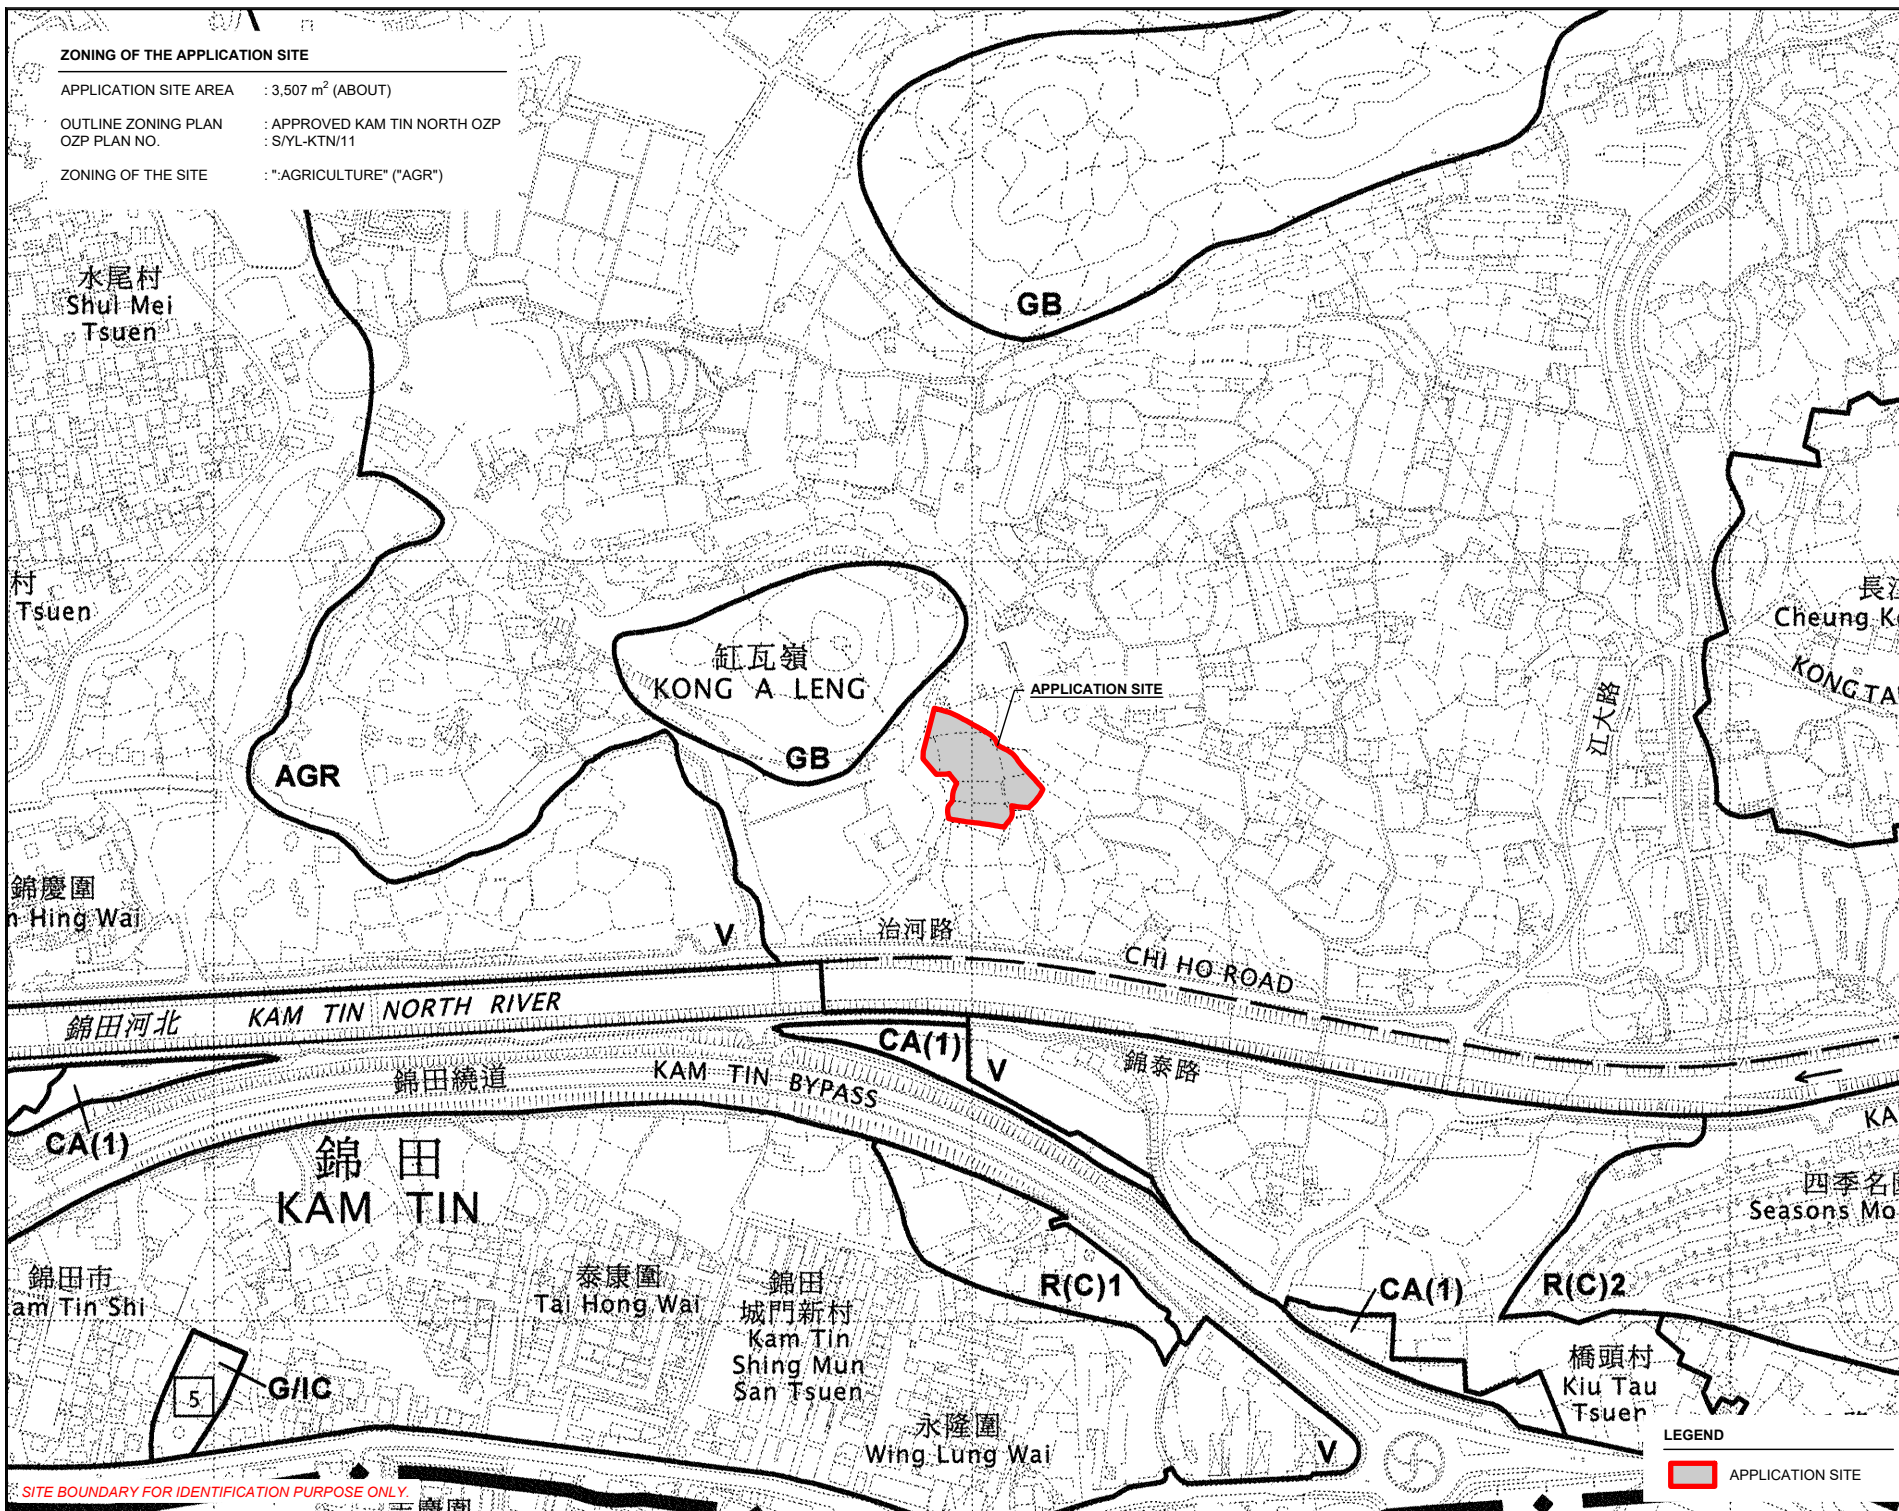 ZONING OF THE APPLICATION SITE
APPLICATION SITE AREA : 3,507 m² (ABOUT)
OUTLINE ZONING PLAN : APPROVED KAM TIN NORTH OZP
OZP PLAN NO. : S/YL-KTN/11
ZONING OF THE SITE : ":AGRICULTURE" ("AGR")
GB
水尾村
Shui Mei
Tsuen
村
Tsuen
缸瓦嶺
KONG A LENG
GB
APPLICATION SITE
AGR
長江
Cheung K
KONG TA
江大路
錦慶圍
Hing Wai
V
治河路
CHI HO ROAD
KAM TIN NORTH RIVER
錦田河北
CA(1)
V
錦泰路
錦田繞道
KAM TIN BYPASS
CA(1)
KA
錦田
KAM TIN
四季名
Seasons Mo
錦田市
am Tin Shi
泰康圍
Tai Hong Wai
錦田
城門新村
Kam Tin
Shing Mun
San Tsuen
R(C)1
CA(1)
R(C)2
橋頭村
Kiu Tau
Tsuen
5
G/IC
永隆圍
Wing Lung Wai
V
LEGEND
APPLICATION SITE
SITE BOUNDARY FOR IDENTIFICATION PURPOSE ONLY.